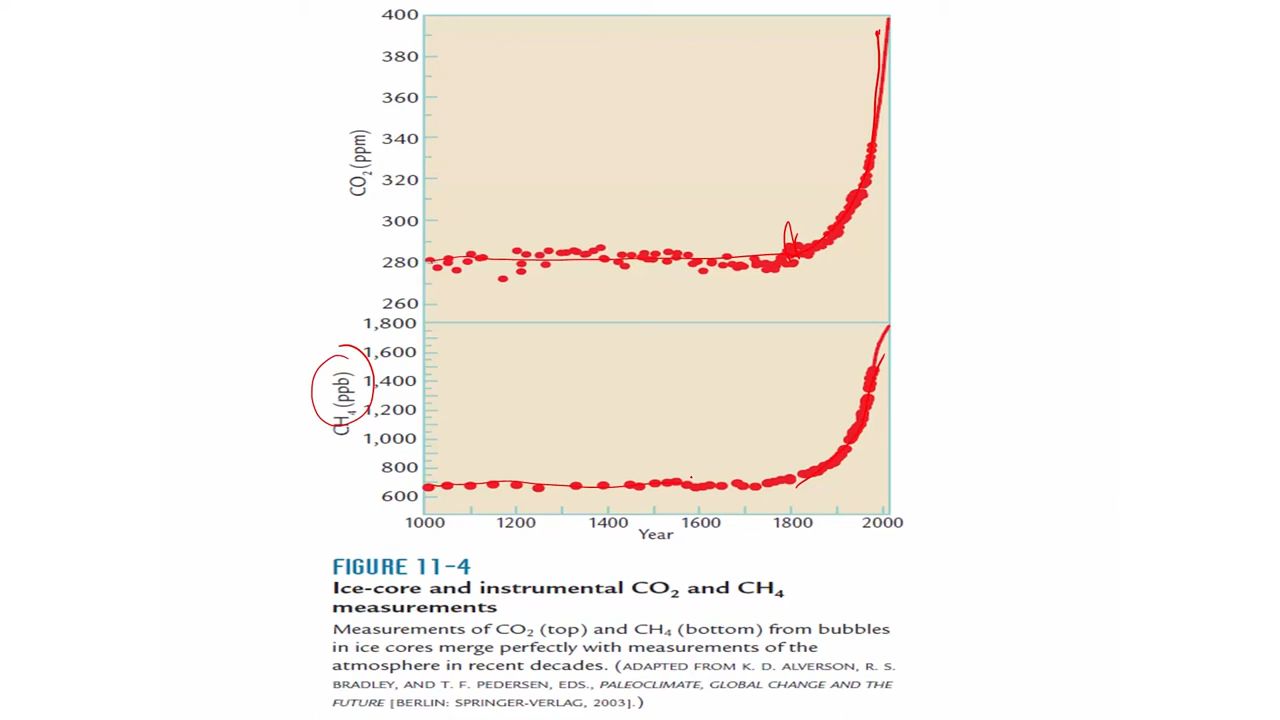 400
380
360
340
320
300
280
260
CO2 (ppm)
1,800
1,600
1,400
1,200
1,000
800
600
CH4 (ppb)
1000 1200 1400 1600 1800 2000
Year
FIGURE 11–4
Ice-core and instrumental CO2 and CH4
measurements
Measurements of CO2 (top) and CH4 (bottom) from bubbles
in ice cores merge perfectly with measurements of the
atmosphere in recent decades. (ADAPTED FROM K. D. ALVERSON, R. S.
BRADLEY, AND T. F. PEDERSEN, EDS., PALEOCLIMATE, GLOBAL CHANGE AND THE
FUTURE [BERLIN: SPRINGER-VERLAG, 2003].)